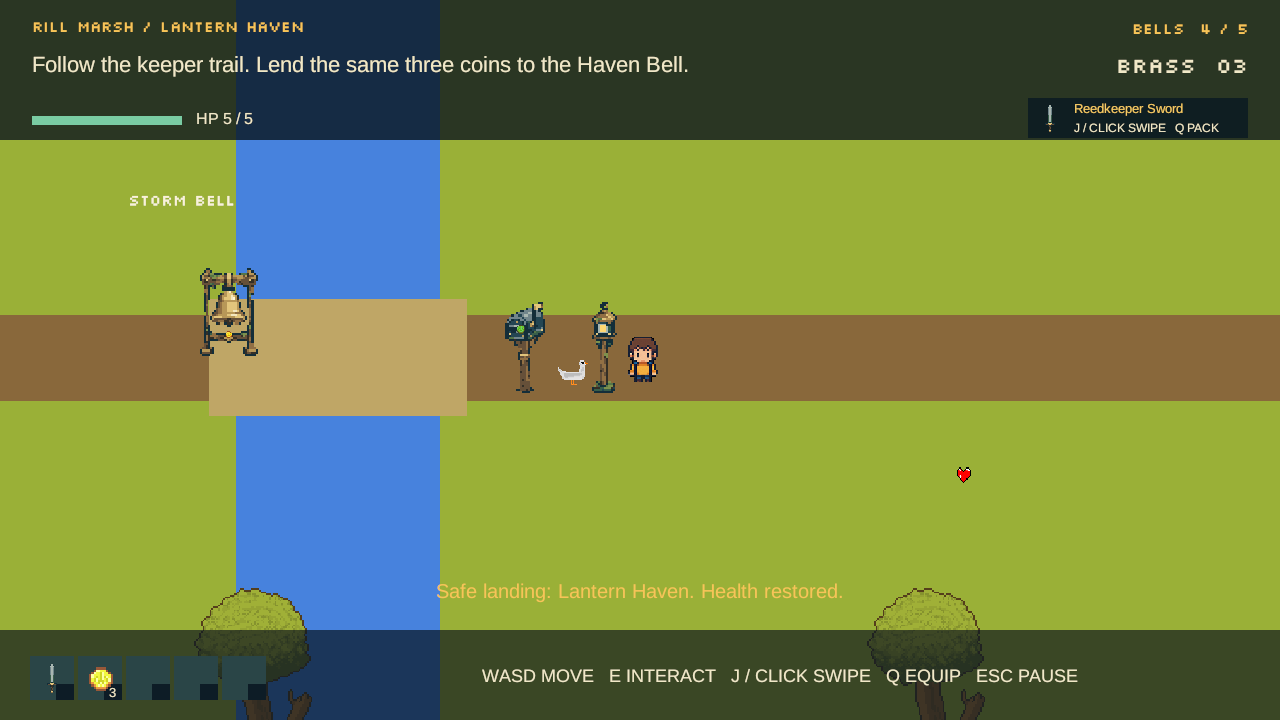 RILL MARSH / LANTERN HAVEN
BELLS 4 / 5
Follow the keeper trail. Lend the same three coins to the Haven Bell.
BRASS 03
HP 5 / 5
Reedkeeper Sword
J / CLICK SWIPE Q PACK
STORM BELL
Safe landing: Lantern Haven. Health restored.
3
WASD MOVE E INTERACT J / CLICK SWIPE Q EQUIP ESC PAUSE